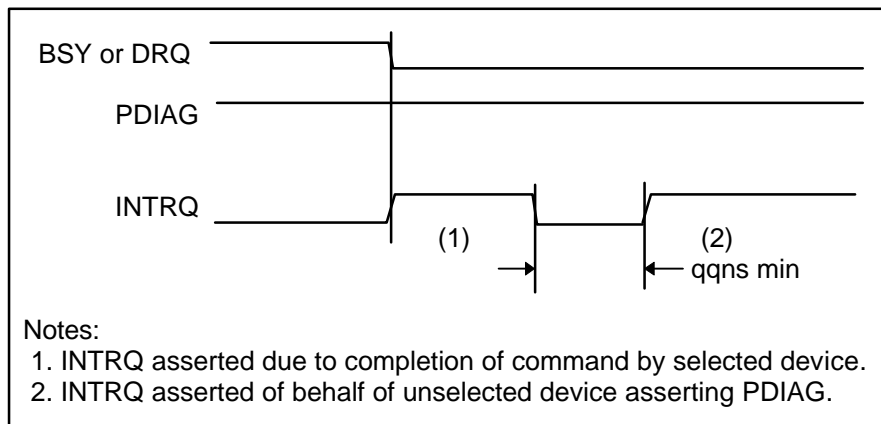 BSY or DRQ
PDIAG
INTRQ
(1)
(2)
qqns min
Notes:
1. INTRQ asserted due to completion of command by selected device.
2. INTRQ asserted of behalf of unselected device asserting PDIAG.